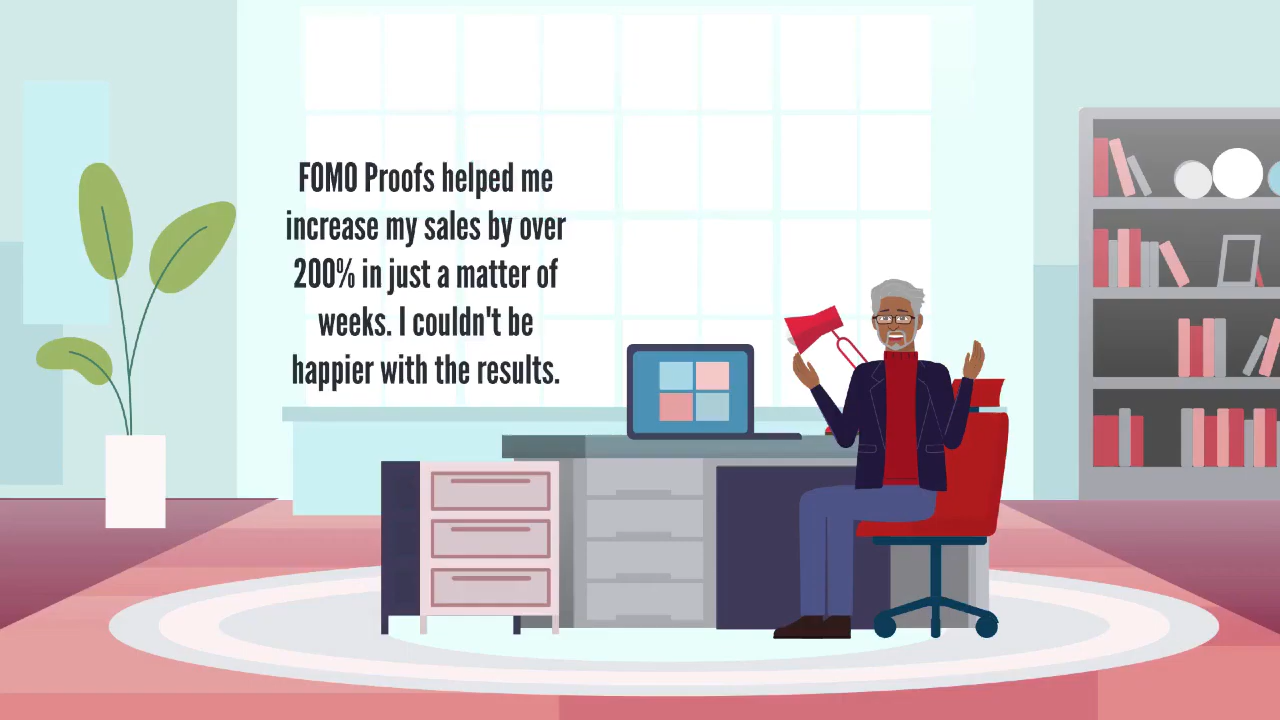 FOMO Proofs helped me
increase my sales by over
200% in just a matter of
weeks. I couldn't be
happier with the results.